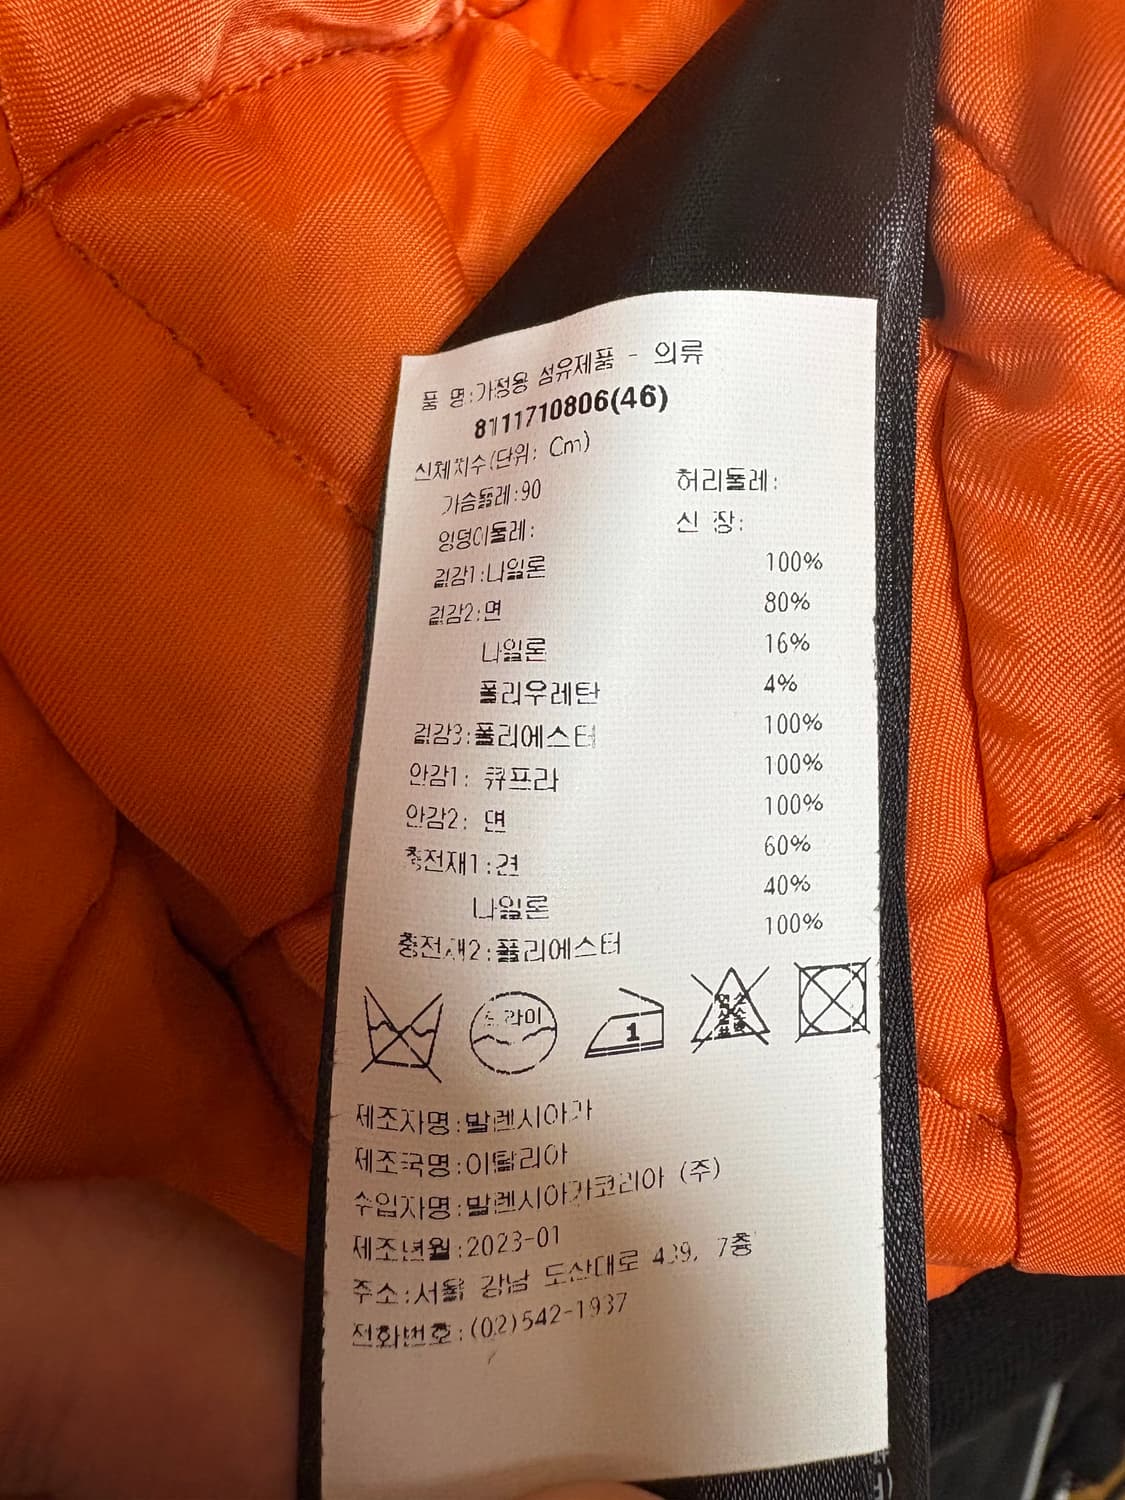 품 명:가정용 섬유제품 - 의류
8111710806(46)
신체치수(단위: Cm)
가슴둘레:90 허리둘레:
엉덩이둘레: 신 장:
겉감1:나일론 100%
겉감2:면 80%
나일론 16%
폴리우레탄 4%
겉감3:폴리에스터 100%
안감1: 큐프라 100%
안감2: 면 100%
충전재1:견 60%
나일론 40%
충전재2:폴리에스터 100%
드라이 1 염소 산소 표백
제조자명:발렌시아가
제조국명:이탈리아
수입자명:발렌시아가코리아 (주)
제조년월:2023-01
주소:서울 강남 도산대로 439, 7층
전화번호:(02)542-1937